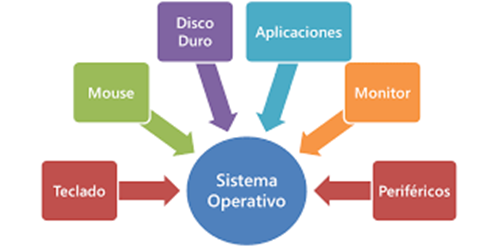 Disco
Duro
Aplicaciones
Mouse
Monitor
Teclado
Sistema
Operativo
Periféricos